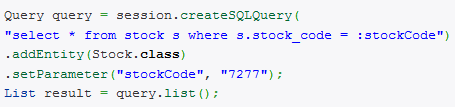 Query query = session.createSQLQuery(
"select * from stock s where s.stock_code = :stockCode")
.addEntity(Stock.class)
.setParameter("stockCode", "7277");
List result = query.list();